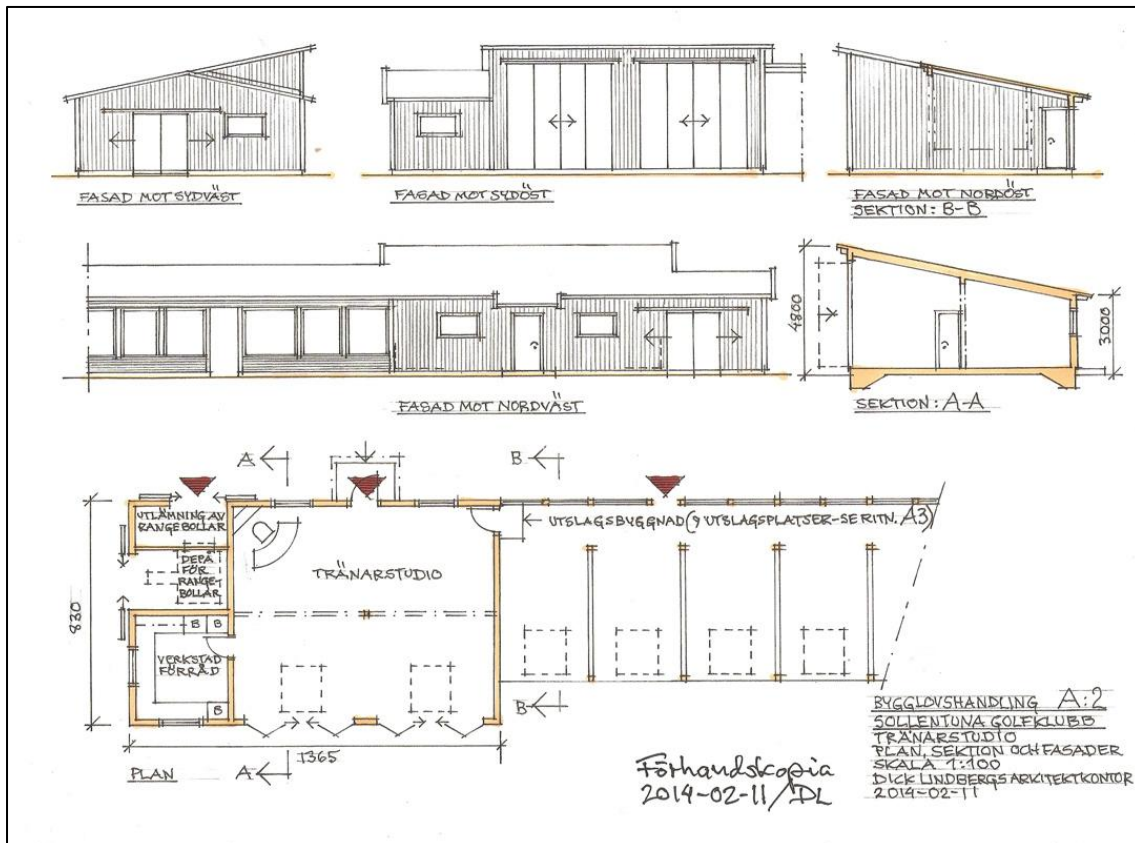 FASAD MOT SYDVÄST
FASAD MOT SYDÖST
FASAD MOT NORDÖST
SEKTION: B-B
FASAD MOT NORDVÄST
4800
3000
SEKTION: A-A
A
B
UTLÄMNING AV
RANGEBOLLAR
DEPÅ
FÖR
RANGE-
BOLLAR
TRÄNARSTUDIO
UTSLAGSBYGGNAD (9 UTSLAGSPLATSER-SE RITN. A3)
830
B B
VERKSTAD
FÖRRÅD
B
B
1365
A
PLAN
Förhandskopia
2014-02-11/DL
BYGGLOVSHANDLING A:2
SOLLENTUNA GOLFKLUBB
TRÄNARSTUDIO
PLAN, SEKTION OCH FASADER
SKALA 1:100
DICK LINDBERGS ARKITEKTKONTOR
2014-02-11